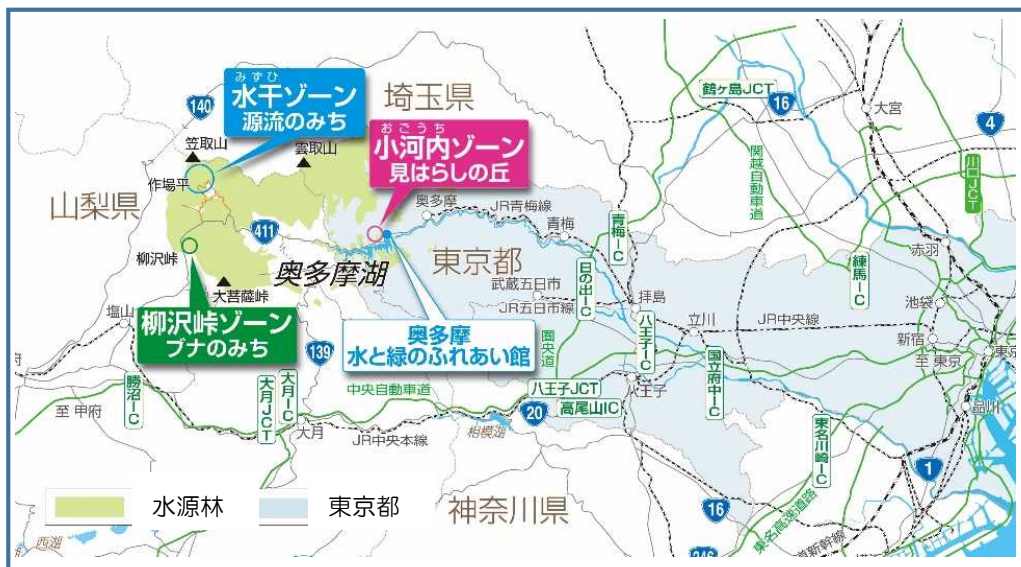 みずひ
水干ゾーン
源流のみち
埼玉県
おごうち
小河内ゾーン
見はらしの丘
鶴ヶ島JCT
16
大宮
4
140
笠取山
雲取山
作場平
山梨県
411
柳沢峠
大菩薩峠
奥多摩湖
奥多摩
JR青梅線
青梅
青梅IC
関越自動車道
川口JCT
東京都
日の出IC
武蔵五日市
JR五日市線
拝島
赤羽
練馬IC
池袋
塩山
柳沢峠ゾーン
ブナのみち
奥多摩
水と緑のふれあい館
圏央道
八王子IC
立川
JR中央線
国立府中IC
新宿
至 東京
東京
139
勝沼IC
至 甲府
大月JCT
大月IC
大月
中央自動車道
八王子JCT
八王子
20
高尾山IC
JR中央本線
相模湖
東名川崎IC
品川
1
水源林
東京都
神奈川県
16
東名高速道路
246
道新幹線
西湖